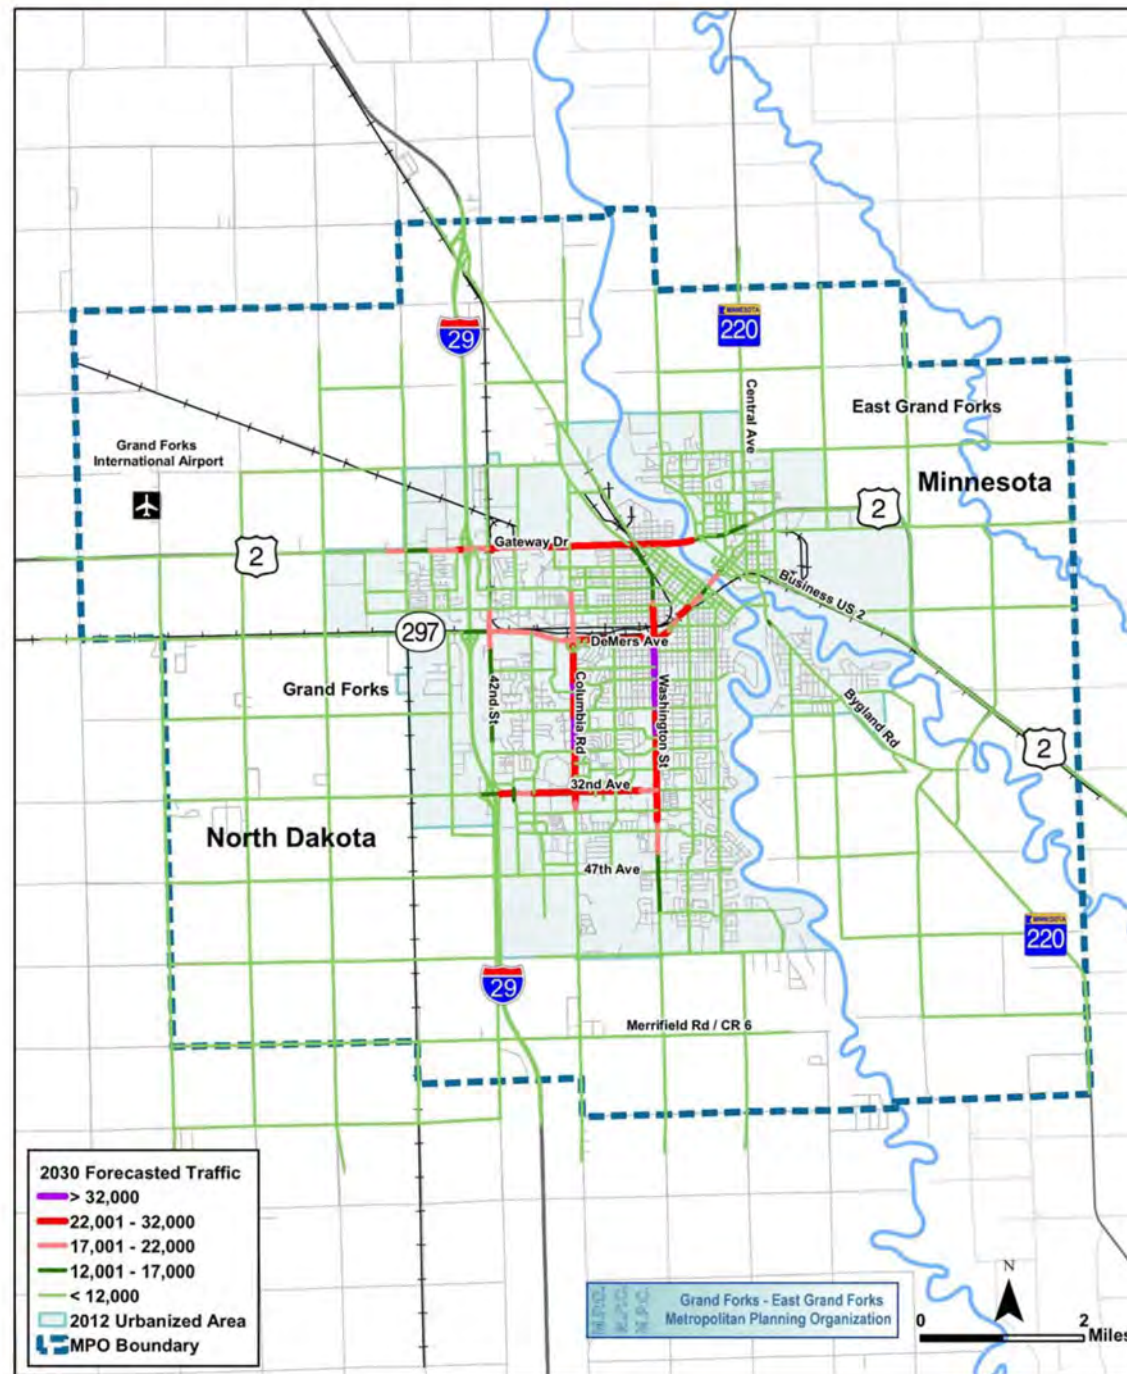 29
MINNESOTA
220
Central Ave
East Grand Forks
Grand Forks
International Airport
Minnesota
2
Gateway Dr
2
Business US 2
297
DeMers Ave
Grand Forks
42nd St
Columbia Rd
Washington St
Bygland Rd
2
32nd Ave
North Dakota
47th Ave
MINNESOTA
220
29
Merrifield Rd / CR 6
2030 Forecasted Traffic
> 32,000
22,001 - 32,000
17,001 - 22,000
12,001 - 17,000
< 12,000
2012 Urbanized Area
MPO Boundary
M.P.O. M.P.O. M.P.O.
Grand Forks - East Grand Forks
Metropolitan Planning Organization
N
0 2
Miles